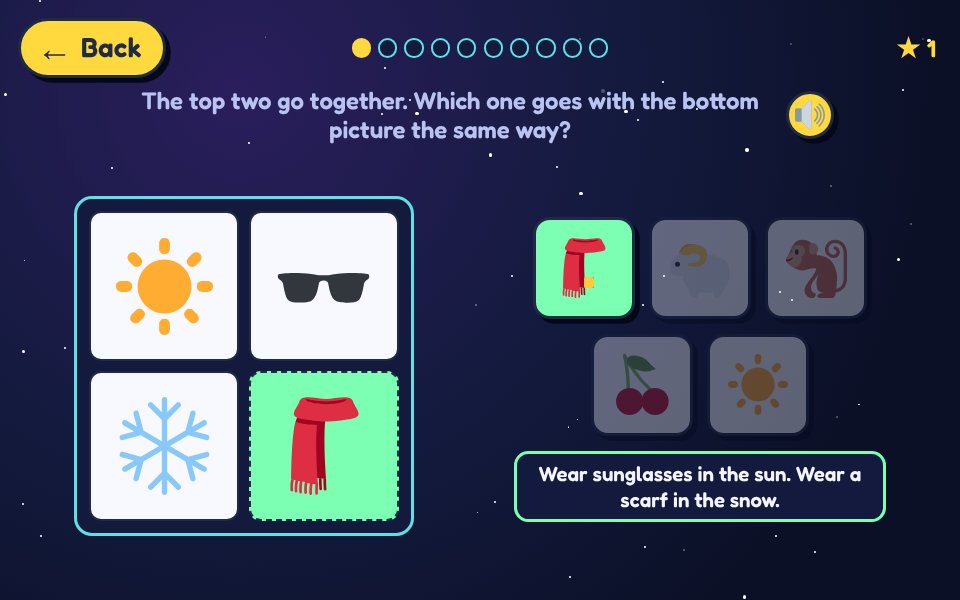 ← Back
★ 1
The top two go together. Which one goes with the bottom
picture the same way?
Wear sunglasses in the sun. Wear a
scarf in the snow.